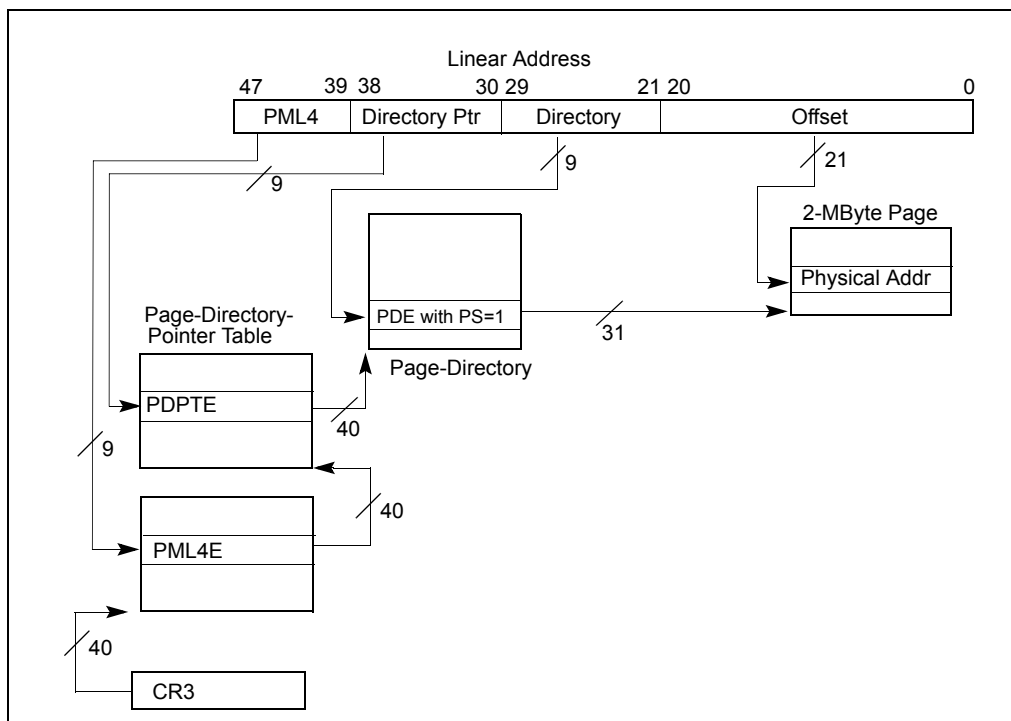 Linear Address
47 39 38 30 29 21 20 0
PML4 Directory Ptr Directory Offset
9 9 21
2-MByte Page
Physical Addr
PDE with PS=1
31
Page-Directory-
Pointer Table
Page-Directory
PDPTE
40
9
40
PML4E
40
CR3